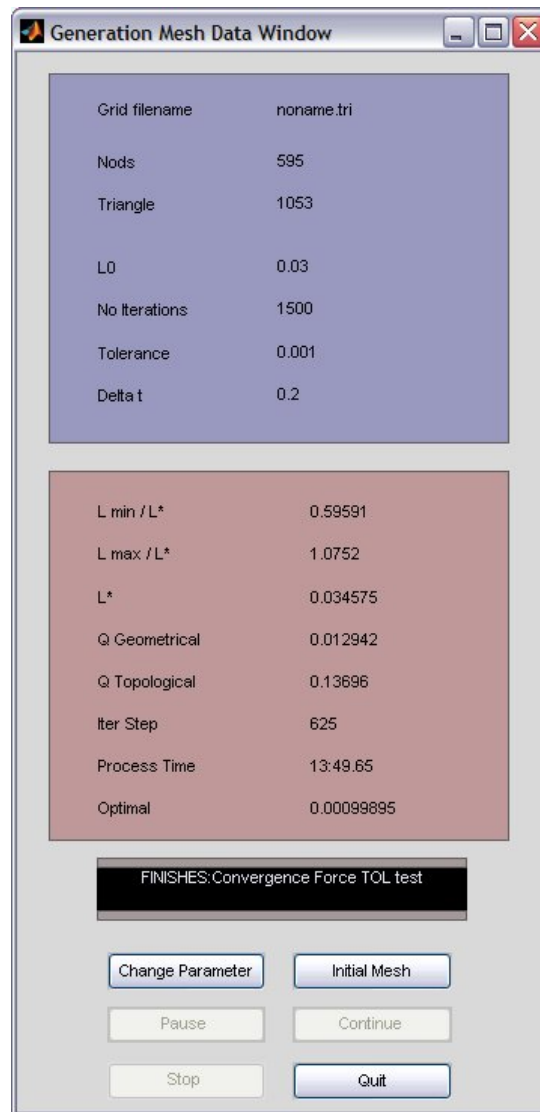 Generation Mesh Data Window
Grid filename noname.tri
Nods 595
Triangle 1053
L0 0.03
No Iterations 1500
Tolerance 0.001
Delta t 0.2
L min / L* 0.59591
L max / L* 1.0752
L* 0.034575
Q Geometrical 0.012942
Q Topological 0.13696
Iter Step 625
Process Time 13:49.65
Optimal 0.00099895
FINISHES:Convergence Force TOL test
Change Parameter Initial Mesh
Pause Continue
Stop Quit